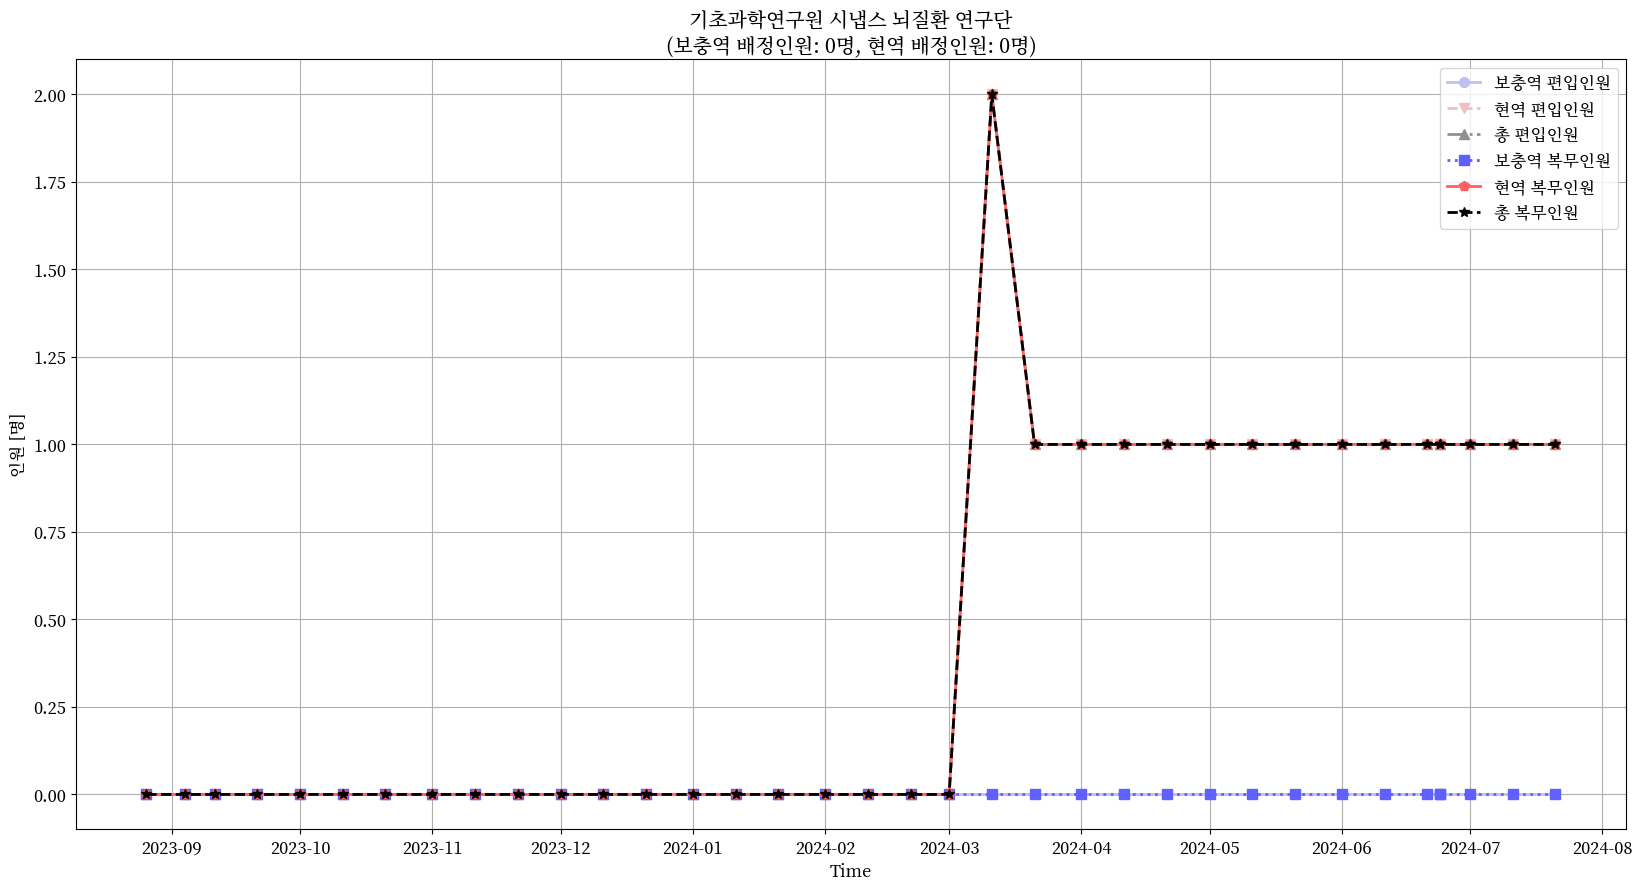 기초과학연구원 시냅스 뇌질환 연구단
(보충역 배정인원: 0명, 현역 배정인원: 0명)
보충역 편입인원
현역 편입인원
총 편입인원
보충역 복무인원
현역 복무인원
총 복무인원
인원 [명]
2.00
1.75
1.50
1.25
1.00
0.75
0.50
0.25
0.00
2023-09 2023-10 2023-11 2023-12 2024-01 2024-02 2024-03 2024-04 2024-05 2024-06 2024-07 2024-08
Time